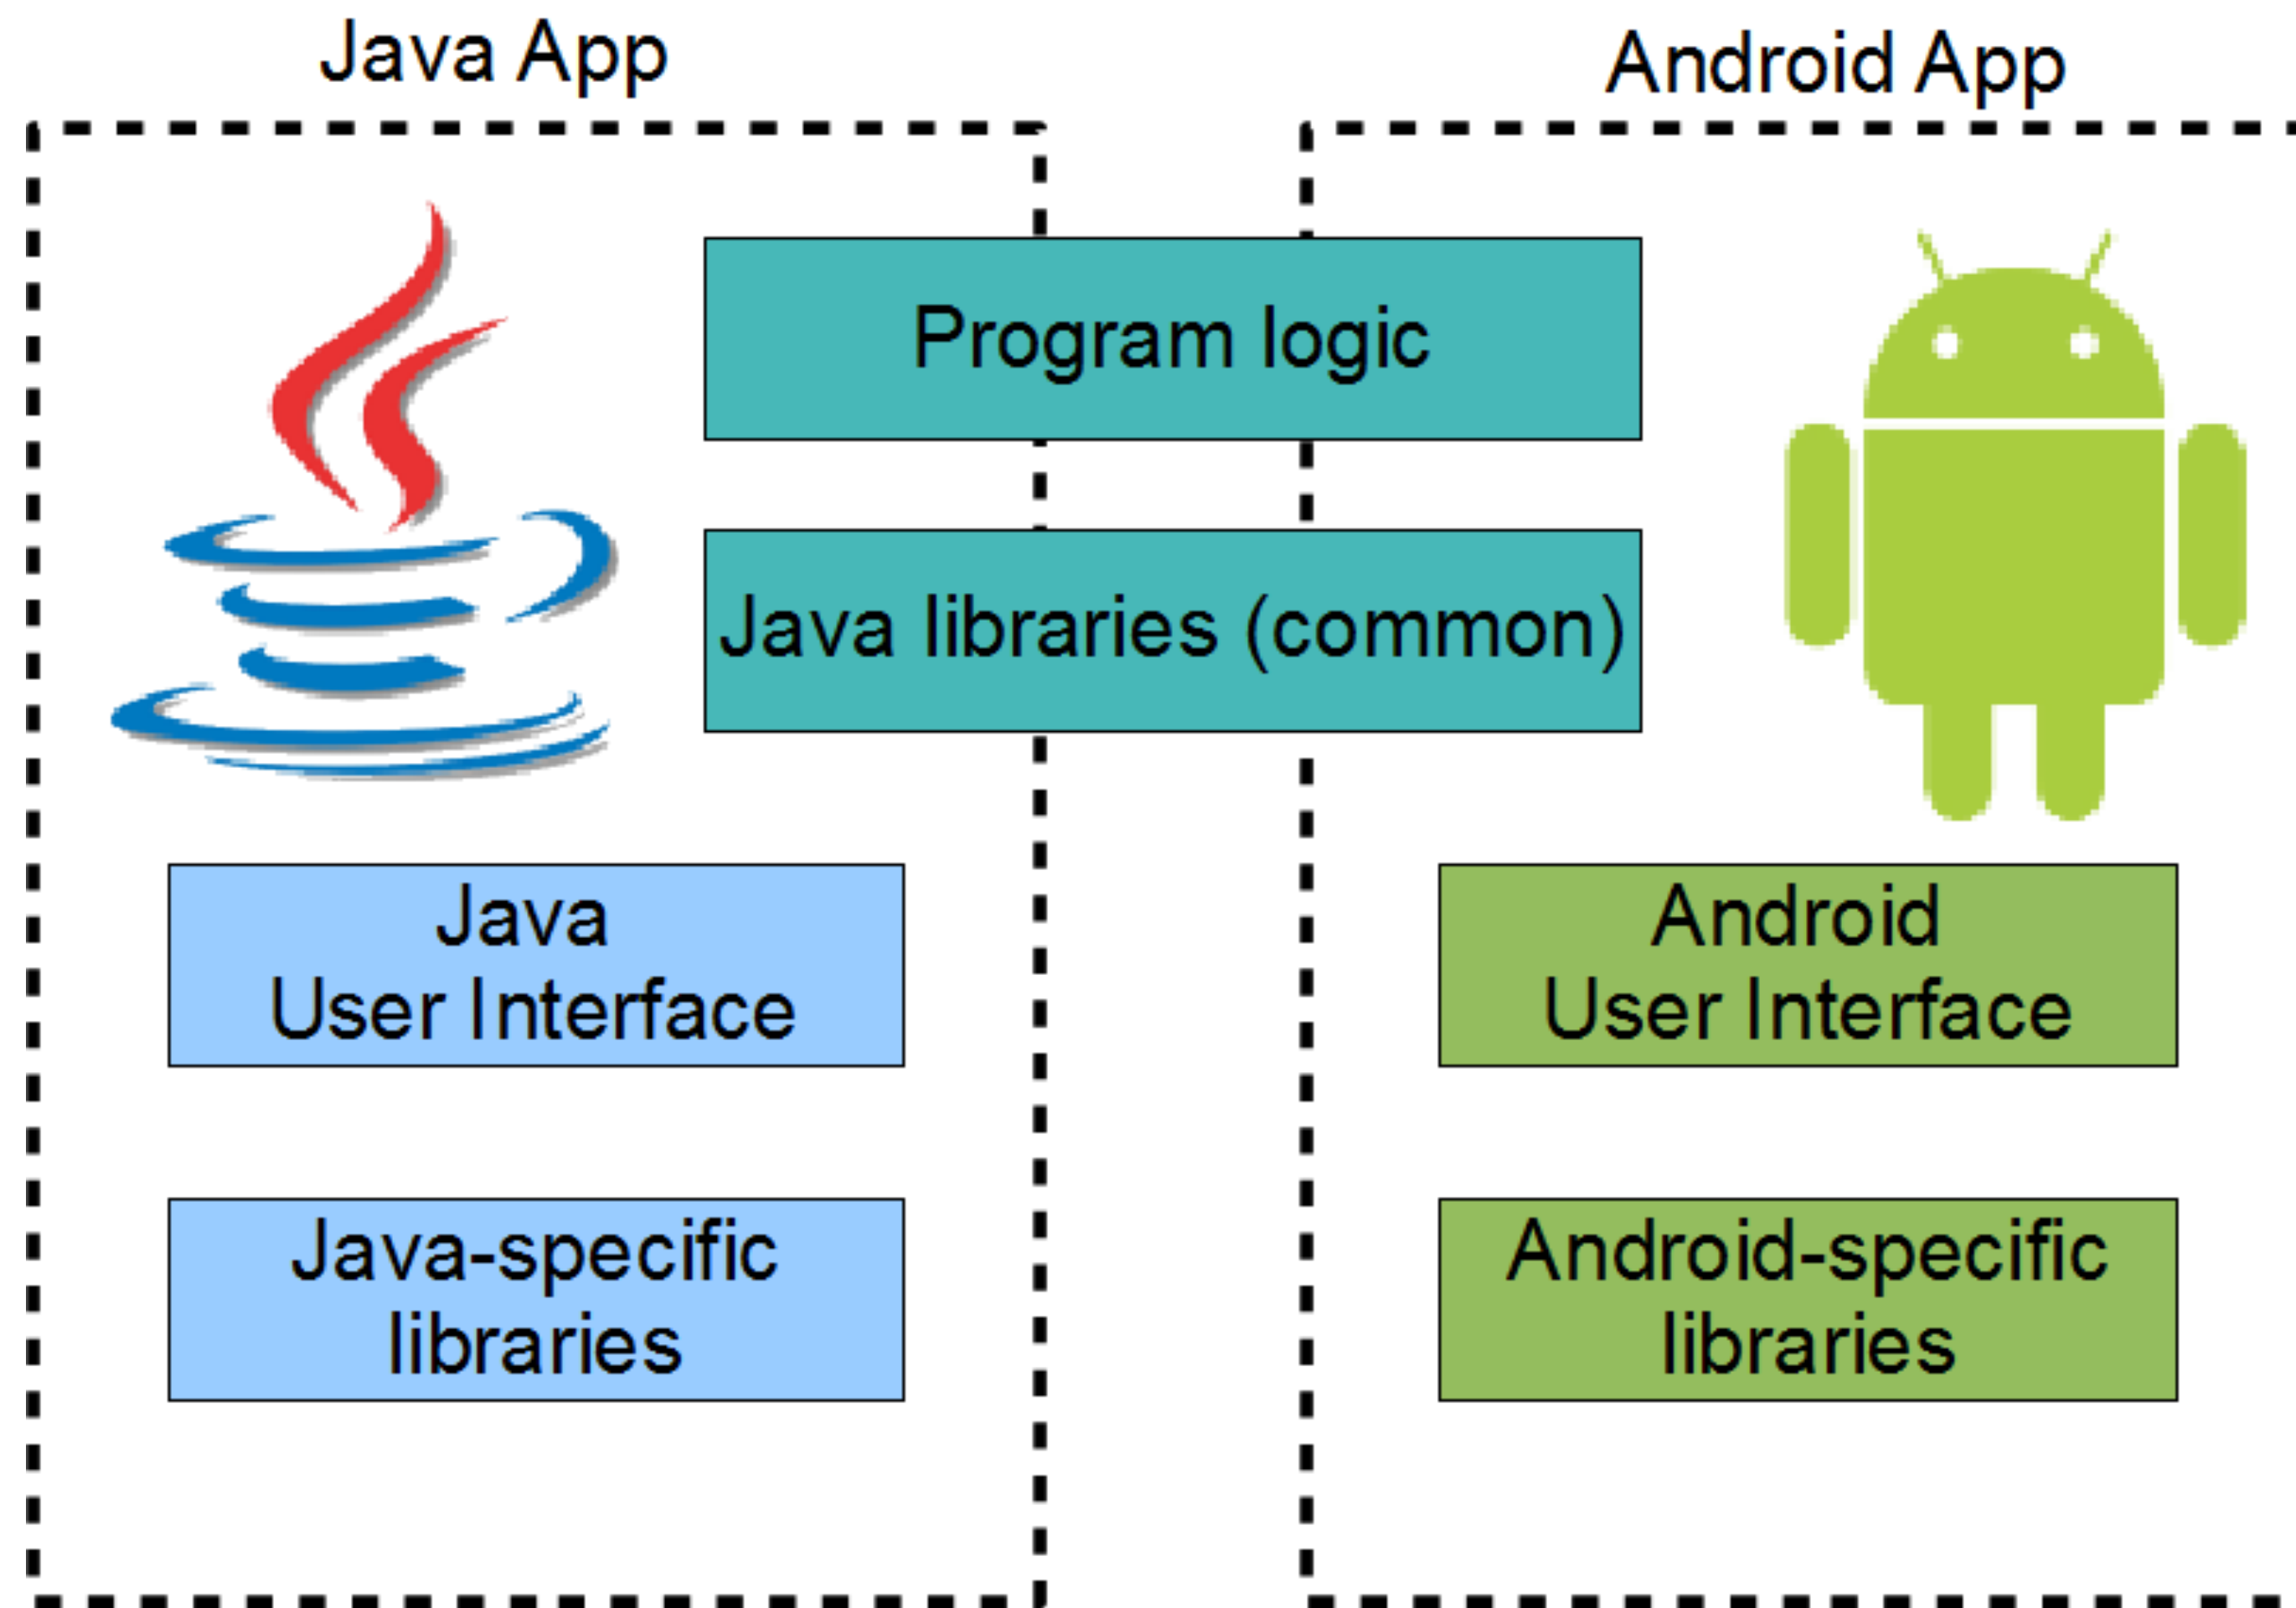 Java App
Android App
Program logic
Java libraries (common)
Java
User Interface
Android
User Interface
Java-specific
libraries
Android-specific
libraries